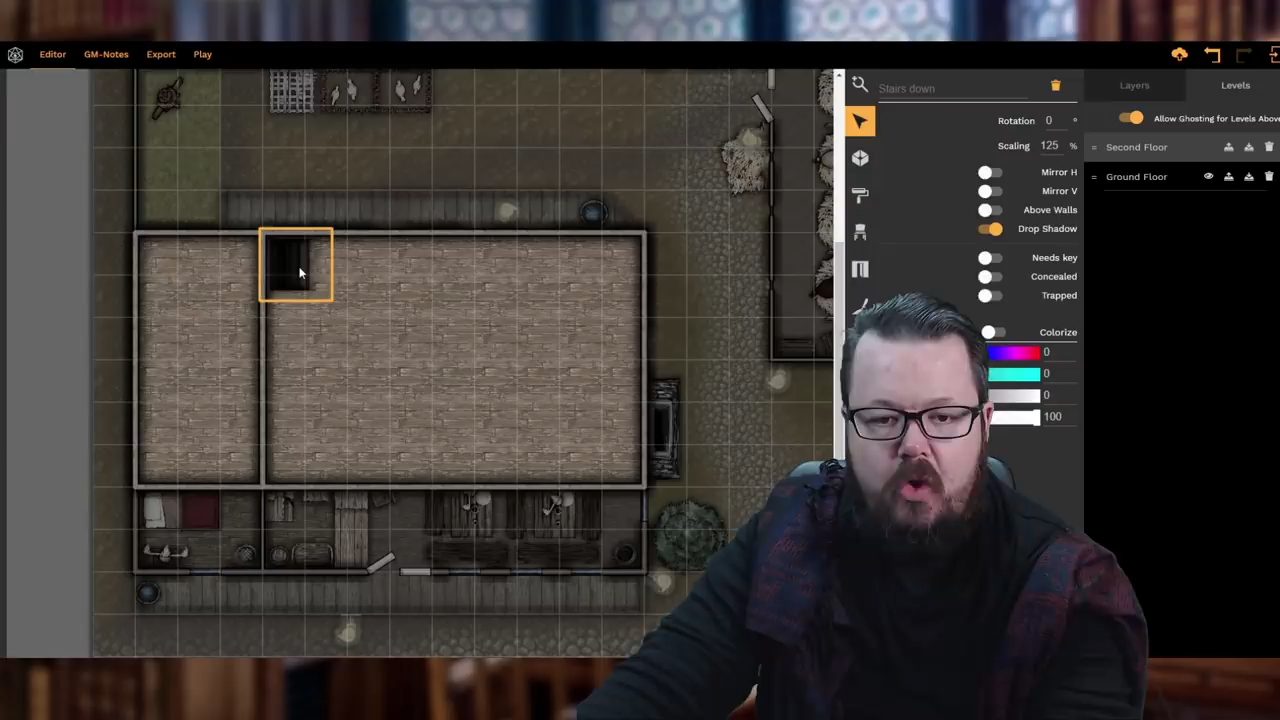 Editor GM-Notes Export Play
Stairs down
Rotation 0 °
Scaling 125 %
Mirror H
Mirror V
Above Walls
Drop Shadow
Needs key
Concealed
Trapped
Colorize
0
0
0
100
Layers Levels
Allow Ghosting for Levels Above
Second Floor
Ground Floor